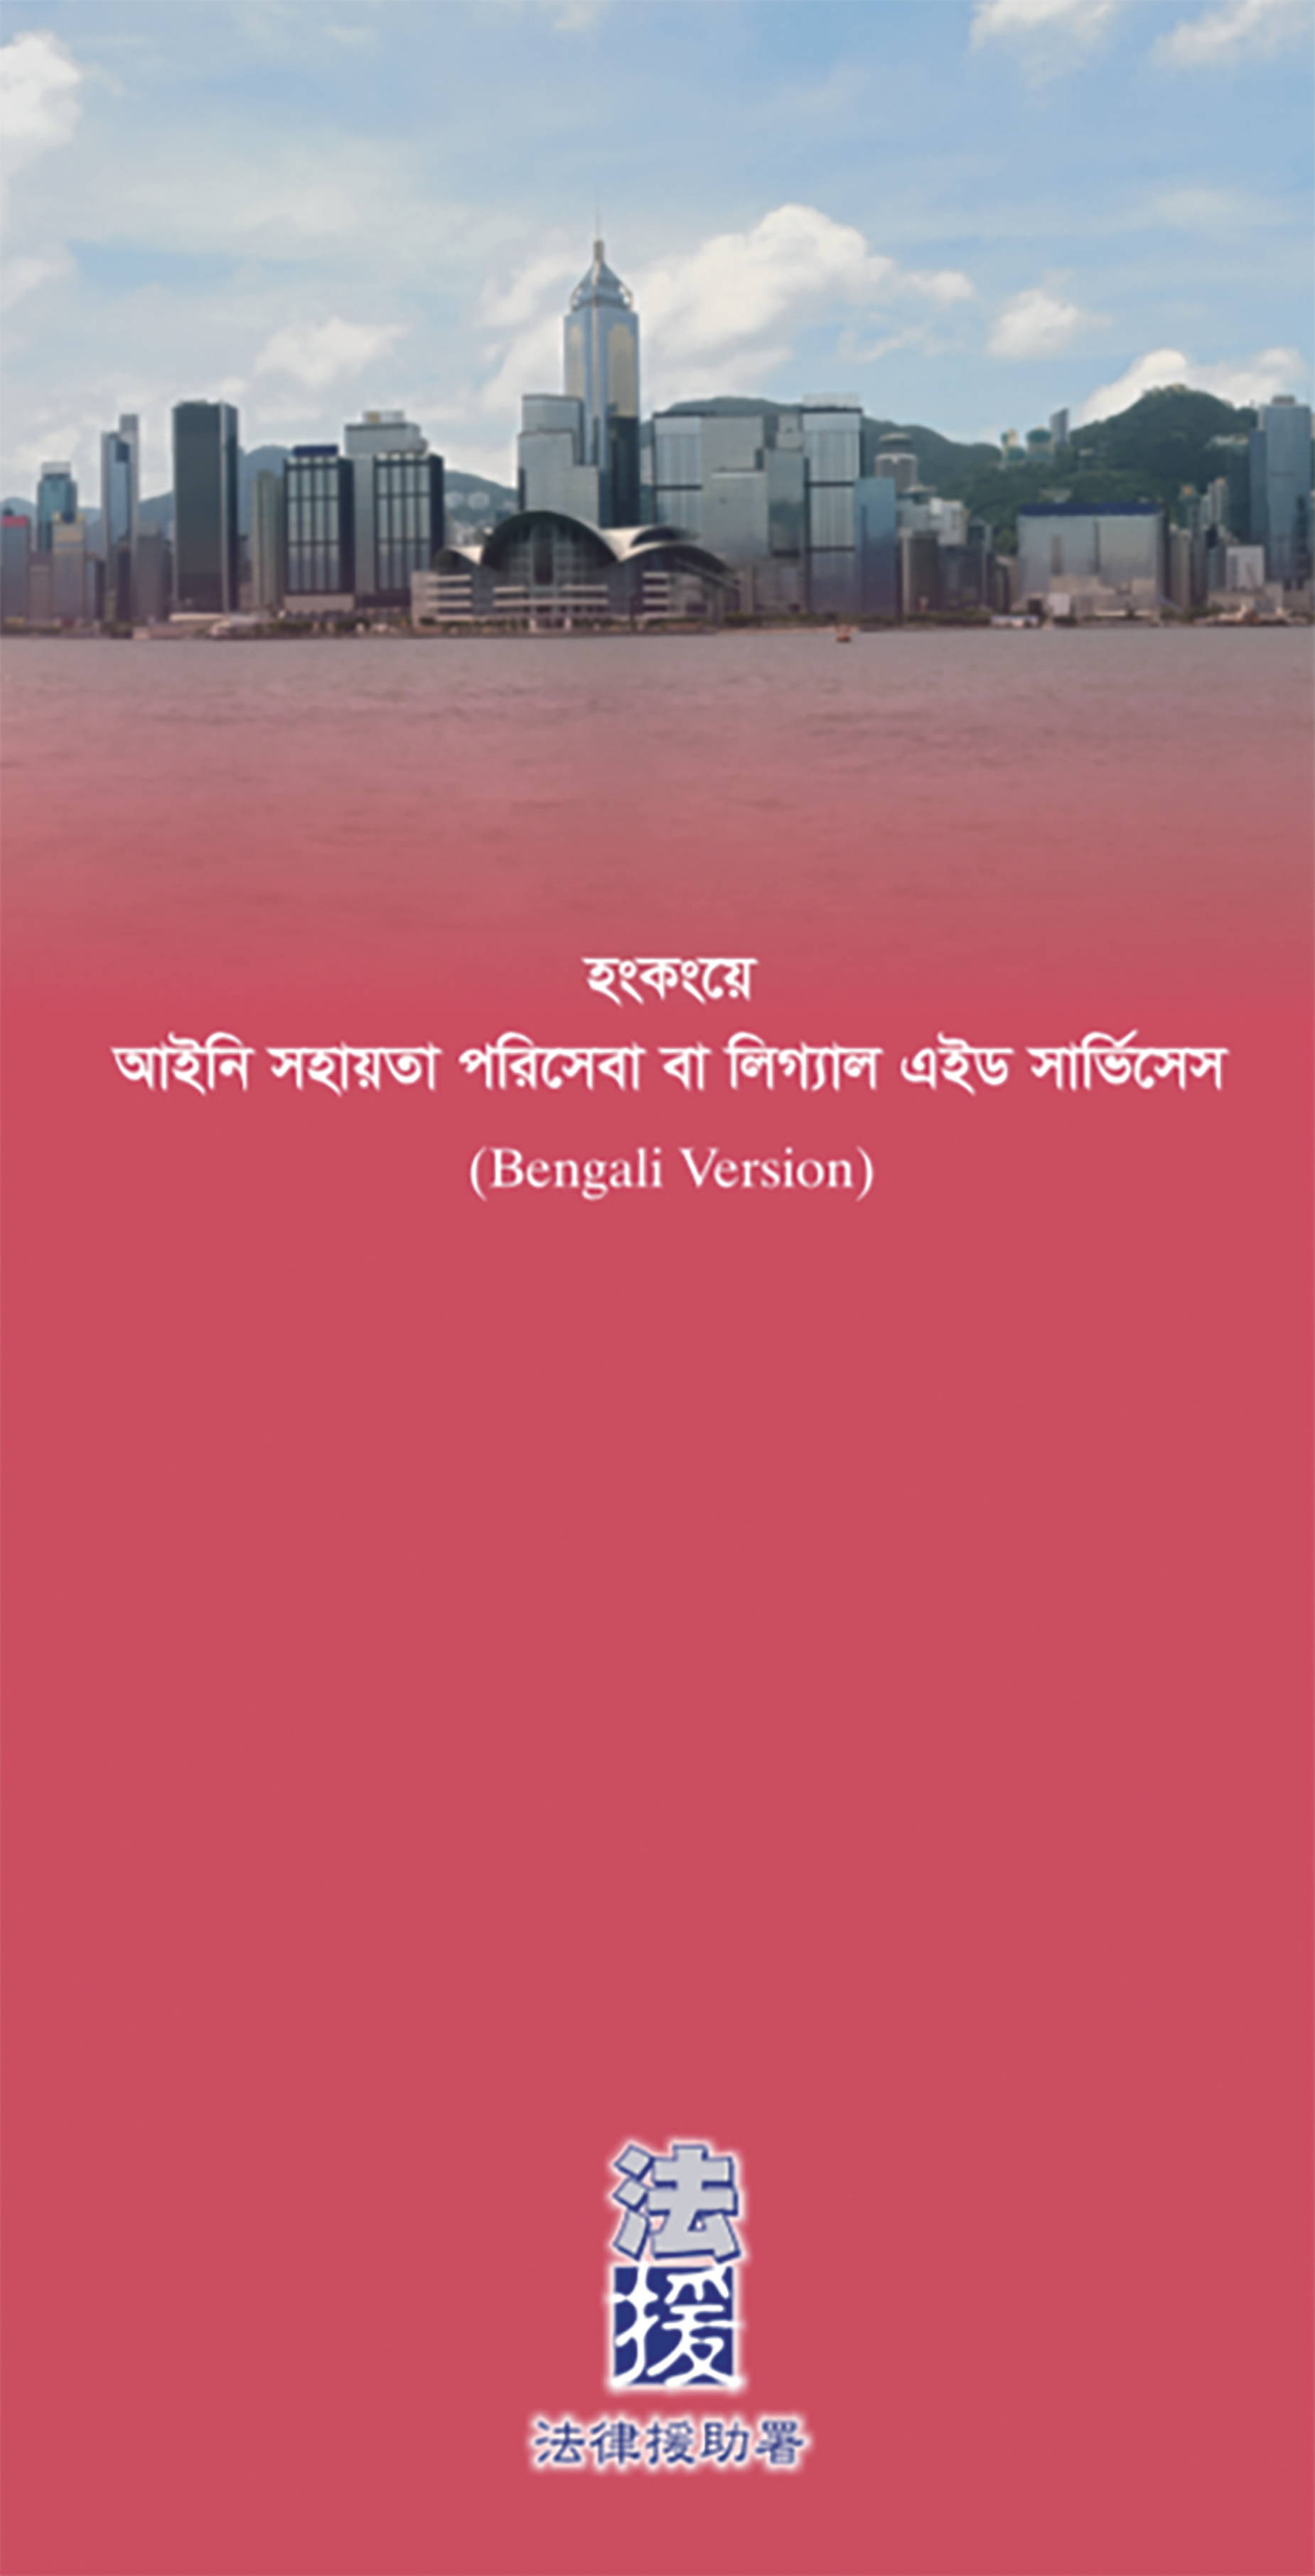 হংকংয়ে
আইনি সহায়তা পরিসেবা বা লিগ্যাল এইড সার্ভিসেস
(Bengali Version)
法
援
法律援助署